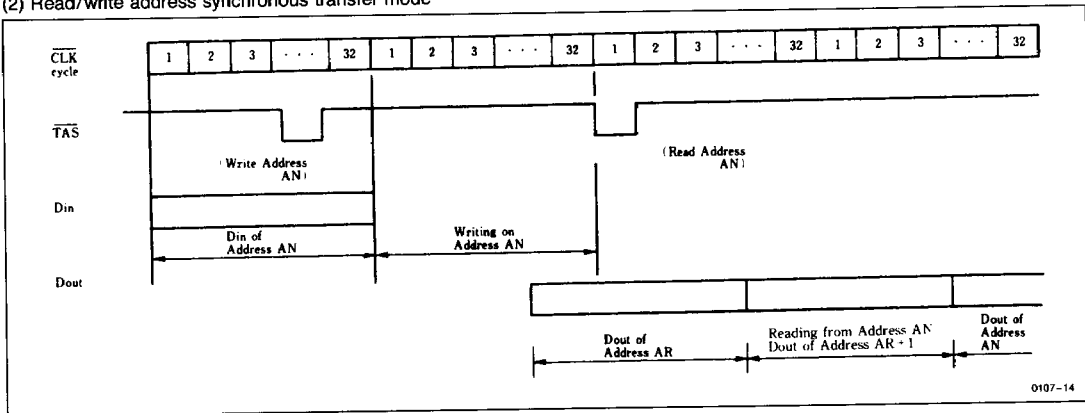 (2) Read/write address synchronous transfer mode
CLK
cycle
1 2 3 · · · 32 1 2 3 · · · 32 1 2 3 · · · 32 1 2 3 · · · 32
TAS
(Write Address
AN)
(Read Address
AN)
Din
Din of
Address AN
Writing on
Address AN
Dout
Dout of
Address AR
Reading from Address AN
Dout of Address AR+1
Dout of
Address
AN
0107-14